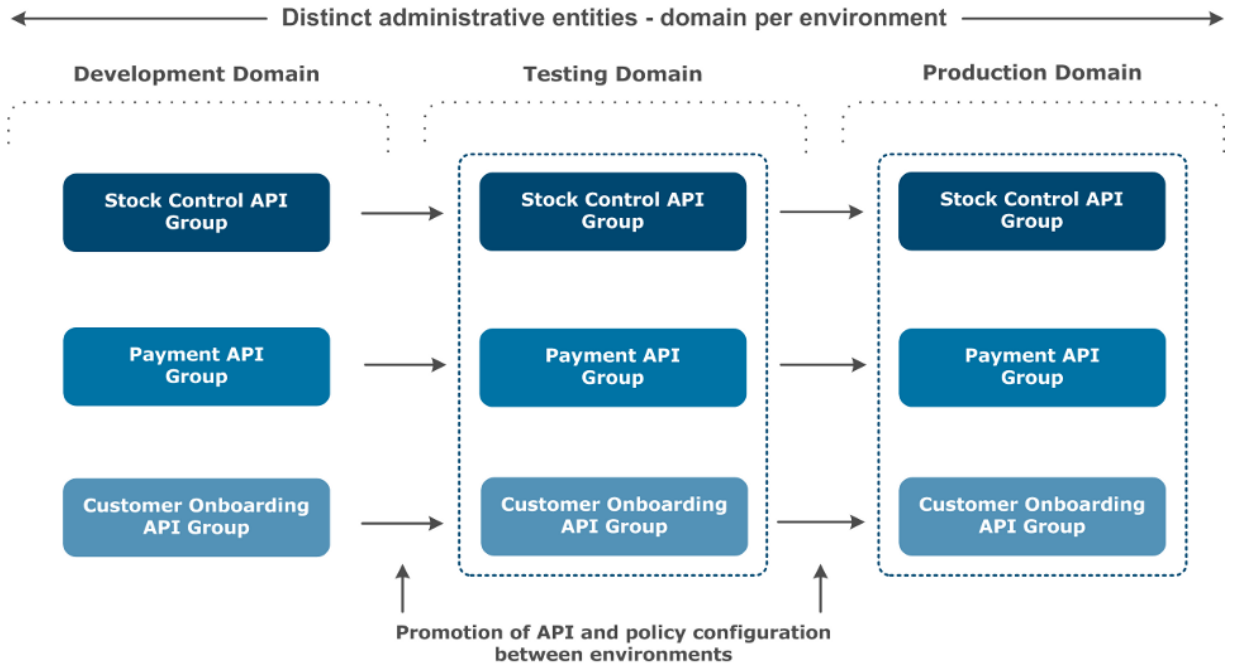 Distinct administrative entities - domain per environment
Development Domain
Testing Domain
Production Domain
Stock Control API
Group
Stock Control API
Group
Stock Control API
Group
Payment API
Group
Payment API
Group
Payment API
Group
Customer Onboarding
API Group
Customer Onboarding
API Group
Customer Onboarding
API Group
Promotion of API and policy configuration
between environments